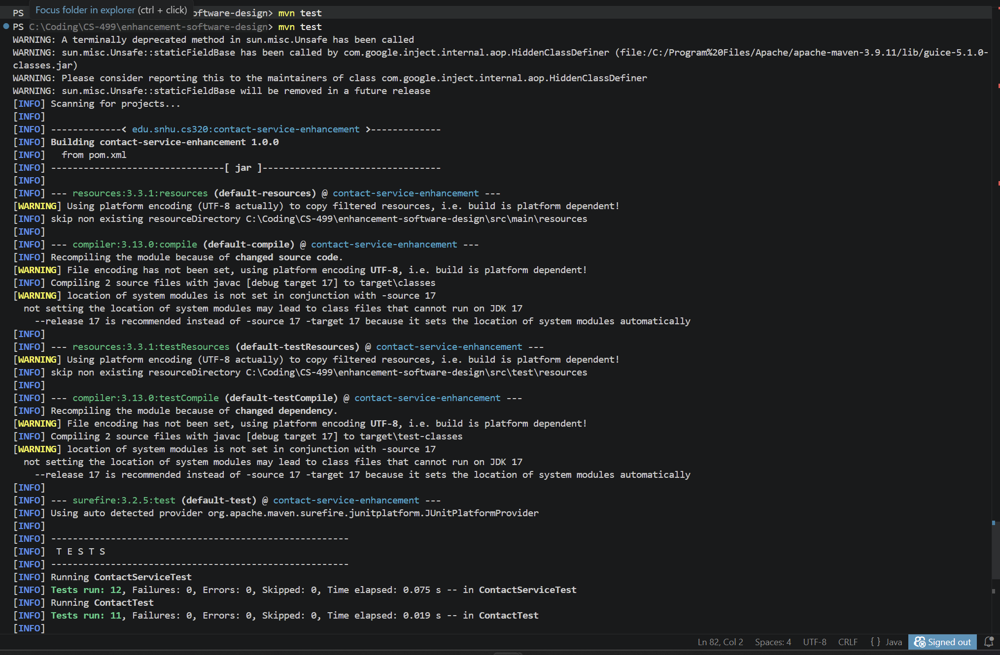 PS Focus folder in explorer (ctrl + click) oftware-design> mvn test
PS C:\Coding\CS-499\enhancement-software-design> mvn test
WARNING: A terminally deprecated method in sun.misc.Unsafe has been called
WARNING: sun.misc.Unsafe::staticFieldBase has been called by com.google.inject.internal.aop.HiddenClassDefiner (file:/C:/Program%20Files/Apache/apache-maven-3.9.11/lib/guice-5.1.0-
classes.jar)
WARNING: Please consider reporting this to the maintainers of class com.google.inject.internal.aop.HiddenClassDefiner
WARNING: sun.misc.Unsafe::staticFieldBase will be removed in a future release
[INFO] Scanning for projects...
[INFO]
[INFO] -------------< edu.snhu.cs320:contact-service-enhancement >-------------
[INFO] Building contact-service-enhancement 1.0.0
[INFO]   from pom.xml
[INFO] --------------------------------[ jar ]---------------------------------
[INFO]
[INFO] --- resources:3.3.1:resources (default-resources) @ contact-service-enhancement ---
[WARNING] Using platform encoding (UTF-8 actually) to copy filtered resources, i.e. build is platform dependent!
[INFO] skip non existing resourceDirectory C:\Coding\CS-499\enhancement-software-design\src\main\resources
[INFO]
[INFO] --- compiler:3.13.0:compile (default-compile) @ contact-service-enhancement ---
[INFO] Recompiling the module because of changed source code.
[WARNING] File encoding has not been set, using platform encoding UTF-8, i.e. build is platform dependent!
[INFO] Compiling 2 source files with javac [debug target 17] to target\classes
[WARNING] location of system modules is not set in conjunction with -source 17
  not setting the location of system modules may lead to class files that cannot run on JDK 17
    --release 17 is recommended instead of -source 17 -target 17 because it sets the location of system modules automatically
[INFO]
[INFO] --- resources:3.3.1:testResources (default-testResources) @ contact-service-enhancement ---
[WARNING] Using platform encoding (UTF-8 actually) to copy filtered resources, i.e. build is platform dependent!
[INFO] skip non existing resourceDirectory C:\Coding\CS-499\enhancement-software-design\src\test\resources
[INFO]
[INFO] --- compiler:3.13.0:testCompile (default-testCompile) @ contact-service-enhancement ---
[INFO] Recompiling the module because of changed dependency.
[WARNING] File encoding has not been set, using platform encoding UTF-8, i.e. build is platform dependent!
[INFO] Compiling 2 source files with javac [debug target 17] to target\test-classes
[WARNING] location of system modules is not set in conjunction with -source 17
  not setting the location of system modules may lead to class files that cannot run on JDK 17
    --release 17 is recommended instead of -source 17 -target 17 because it sets the location of system modules automatically
[INFO]
[INFO] --- surefire:3.2.5:test (default-test) @ contact-service-enhancement ---
[INFO] Using auto detected provider org.apache.maven.surefire.junitplatform.JUnitPlatformProvider
[INFO]
[INFO] -------------------------------------------------------
[INFO]  T E S T S
[INFO] -------------------------------------------------------
[INFO] Running ContactServiceTest
[INFO] Tests run: 12, Failures: 0, Errors: 0, Skipped: 0, Time elapsed: 0.075 s -- in ContactServiceTest
[INFO] Running ContactTest
[INFO] Tests run: 11, Failures: 0, Errors: 0, Skipped: 0, Time elapsed: 0.019 s -- in ContactTest
[INFO]
Ln 82, Col 2 Spaces: 4 UTF-8 CRLF { } Java Signed out